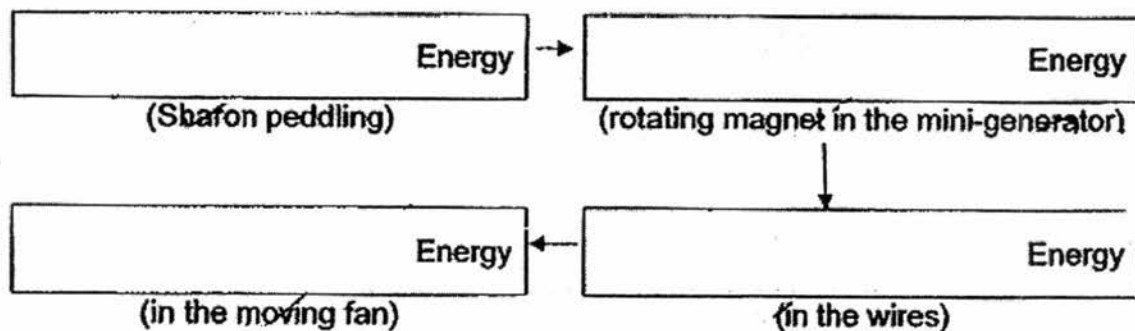 Energy Energy
(Shafon peddling) (rotating magnet in the mini-generator)
Energy Energy
(in the moving fan) (in the wires)